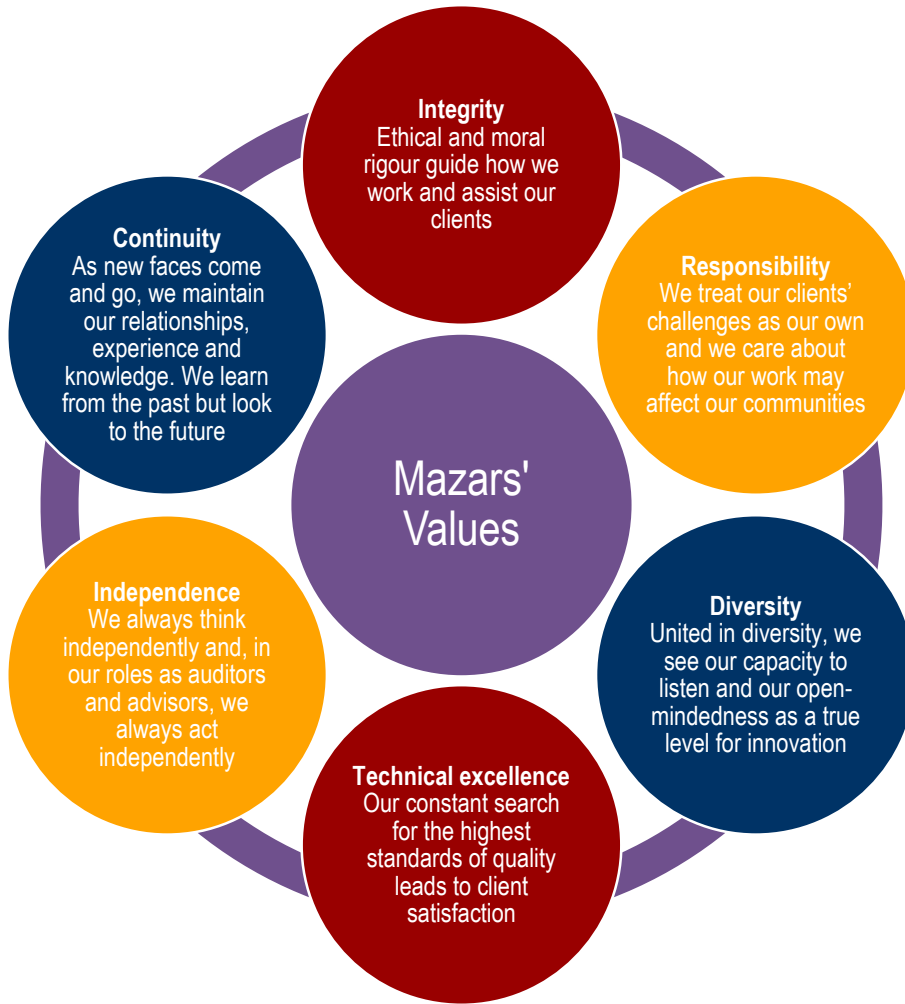 Integrity
Ethical and moral
rigour guide how we
work and assist our
clients
Responsibility
We treat our clients'
challenges as our own
and we care about
how our work may
affect our communities
Diversity
United in diversity, we
see our capacity to
listen and our open-
mindedness as a true
level for innovation
Technical excellence
Our constant search
for the highest
standards of quality
leads to client
satisfaction
Independence
We always think
independently and, in
our roles as auditors
and advisors, we
always act
independently
Continuity
As new faces come
and go, we maintain
our relationships,
experience and
knowledge. We learn
from the past but look
to the future
Mazars'
Values